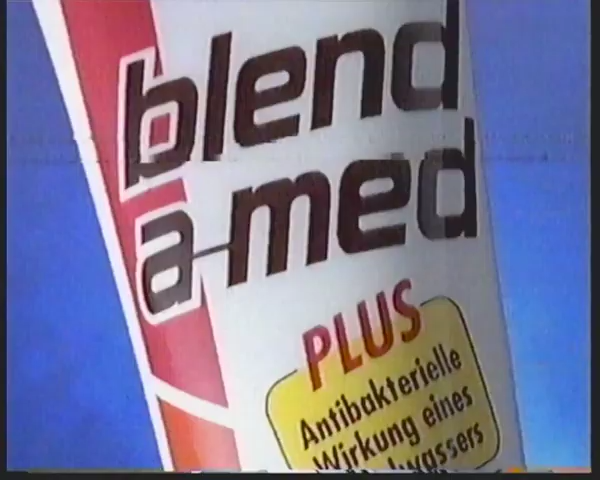 blend
a-med
PLUS
Antibakterielle
Wirkung eines